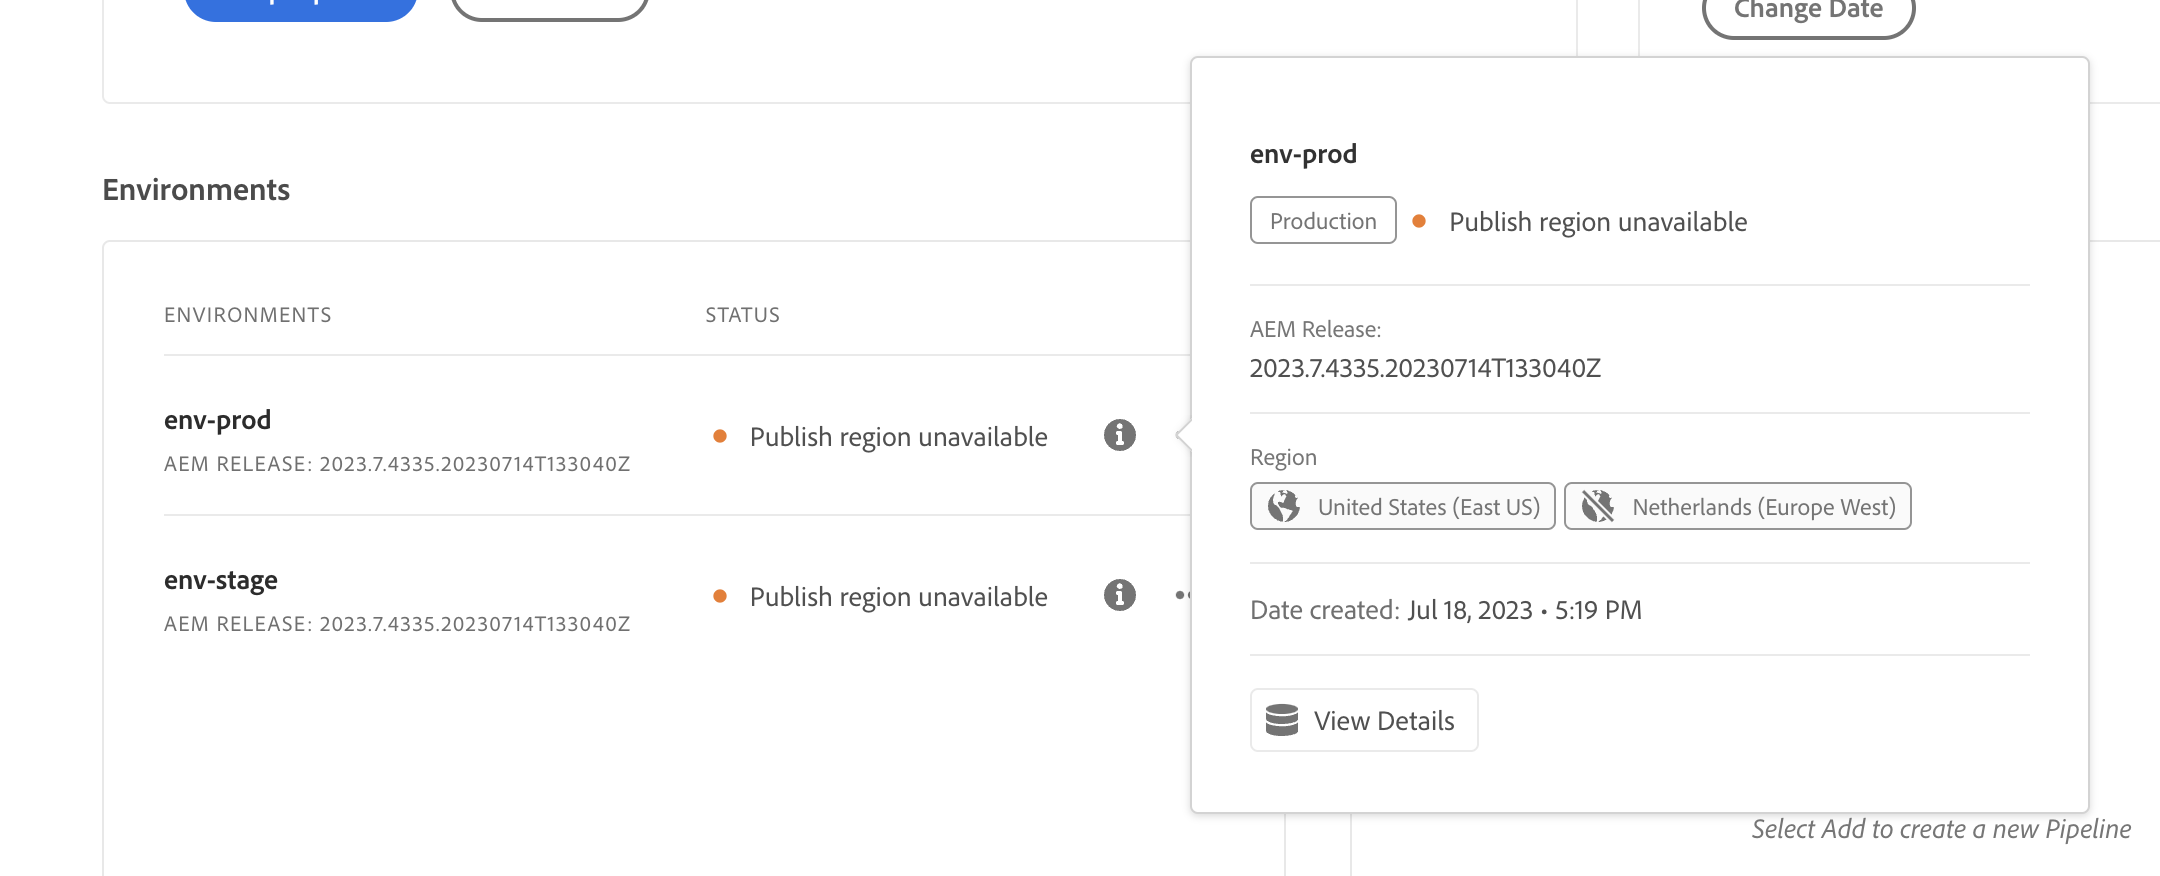 Change Date
Environments
ENVIRONMENTS STATUS
env-prod
Publish region unavailable
AEM RELEASE: 2023.7.4335.20230714T133040Z
env-stage
Publish region unavailable
AEM RELEASE: 2023.7.4335.20230714T133040Z
env-prod
Production Publish region unavailable
AEM Release:
2023.7.4335.20230714T133040Z
Region
United States (East US) Netherlands (Europe West)
Date created: Jul 18, 2023 • 5:19 PM
View Details
Select Add to create a new Pipeline